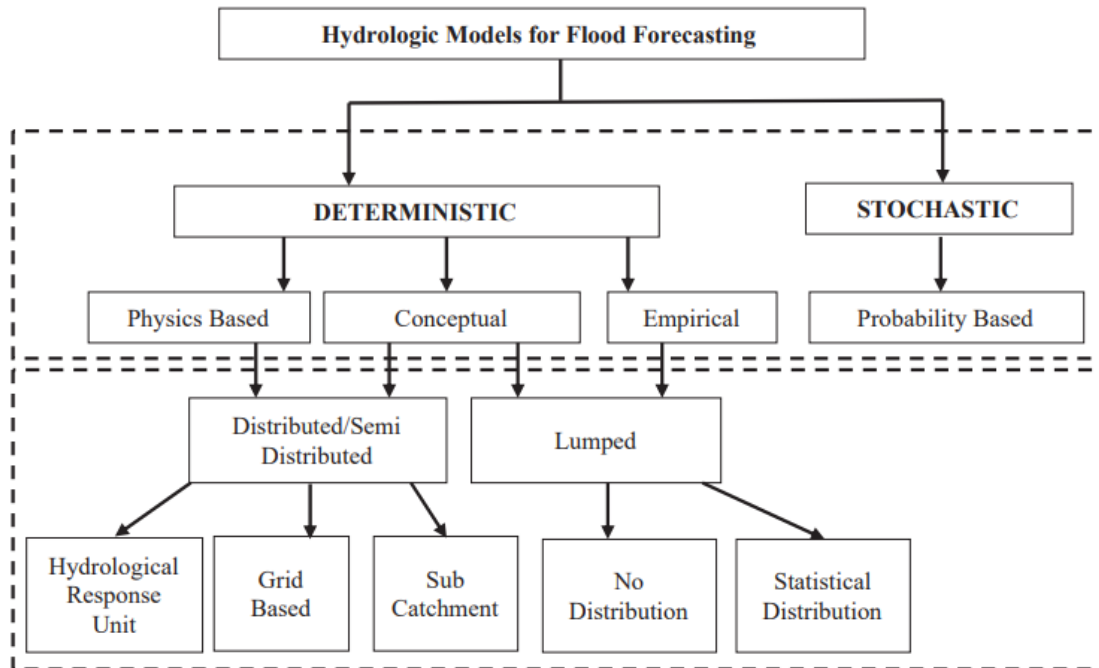 Hydrologic Models for Flood Forecasting
DETERMINISTIC
STOCHASTIC
Physics Based
Conceptual
Empirical
Probability Based
Distributed/Semi
Distributed
Lumped
Hydrological
Response
Unit
Grid
Based
Sub
Catchment
No
Distribution
Statistical
Distribution